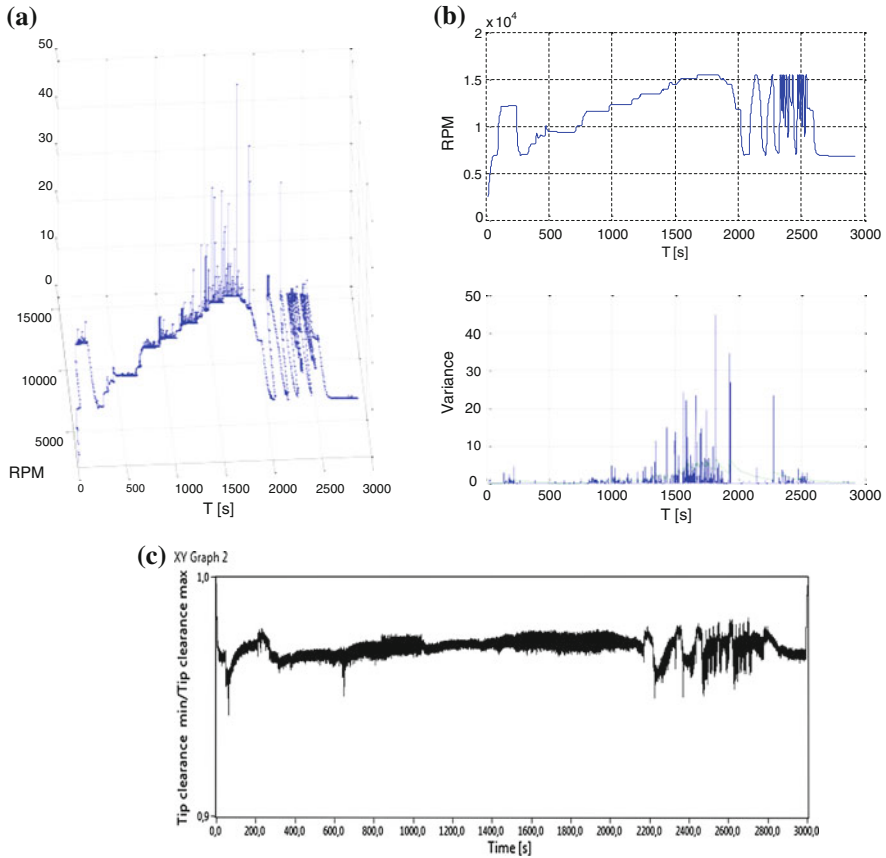 (a)
50
40
30
20
10
0
15000
10000
5000
RPM
0 500 1000 1500 2000 2500 3000
T [s]
(b)
x10⁴
2
1.5
1
0.5
0
RPM
0 500 1000 1500 2000 2500 3000
T [s]
50
40
30
20
10
0
Variance
0 500 1000 1500 2000 2500 3000
T [s]
(c) XY Graph 2
1,0
0,9
Tip clearance min/Tip clearance max
0,0 200,0 400,0 600,0 800,0 1000,0 1200,0 1400,0 1600,0 1800,0 2000,0 2200,0 2400,0 2600,0 2800,0 3000,0
Time [s]